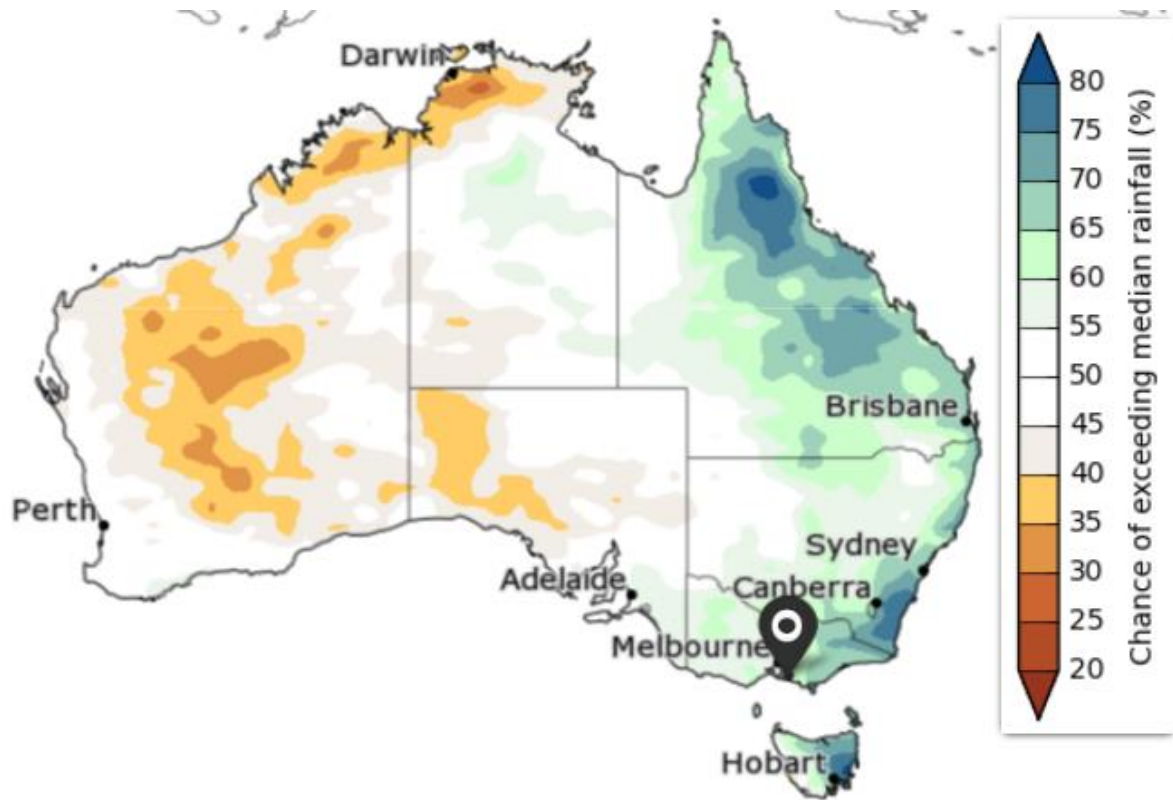 Darwin
Brisbane
Perth
Sydney
Adelaide
Canberra
Melbourne
Hobart
80
75
70
65
60
55
50
45
40
35
30
25
20
Chance of exceeding median rainfall (%)